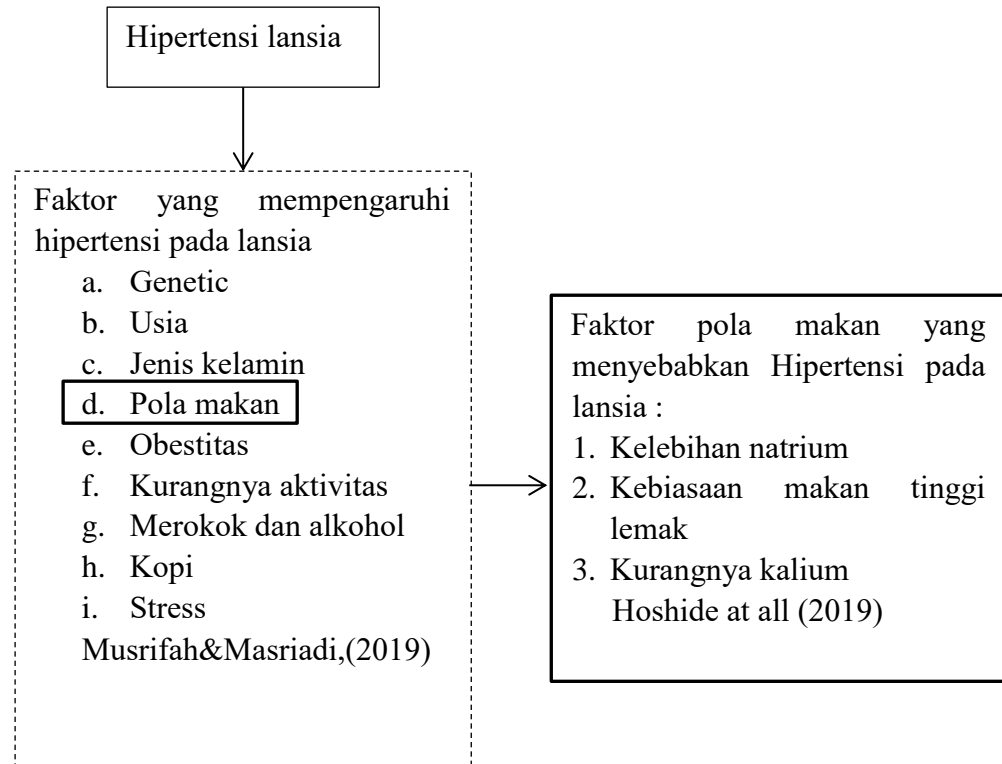 Hipertensi lansia
Faktor yang mempengaruhi
hipertensi pada lansia
a. Genetic
b. Usia
c. Jenis kelamin
d. Pola makan
e. Obestitas
f. Kurangnya aktivitas
g. Merokok dan alkohol
h. Kopi
i. Stress
Musrifah&Masriadi,(2019)
Faktor pola makan yang
menyebabkan Hipertensi pada
lansia :
1. Kelebihan natrium
2. Kebiasaan makan tinggi
lemak
3. Kurangnya kalium
Hoshide at all (2019)